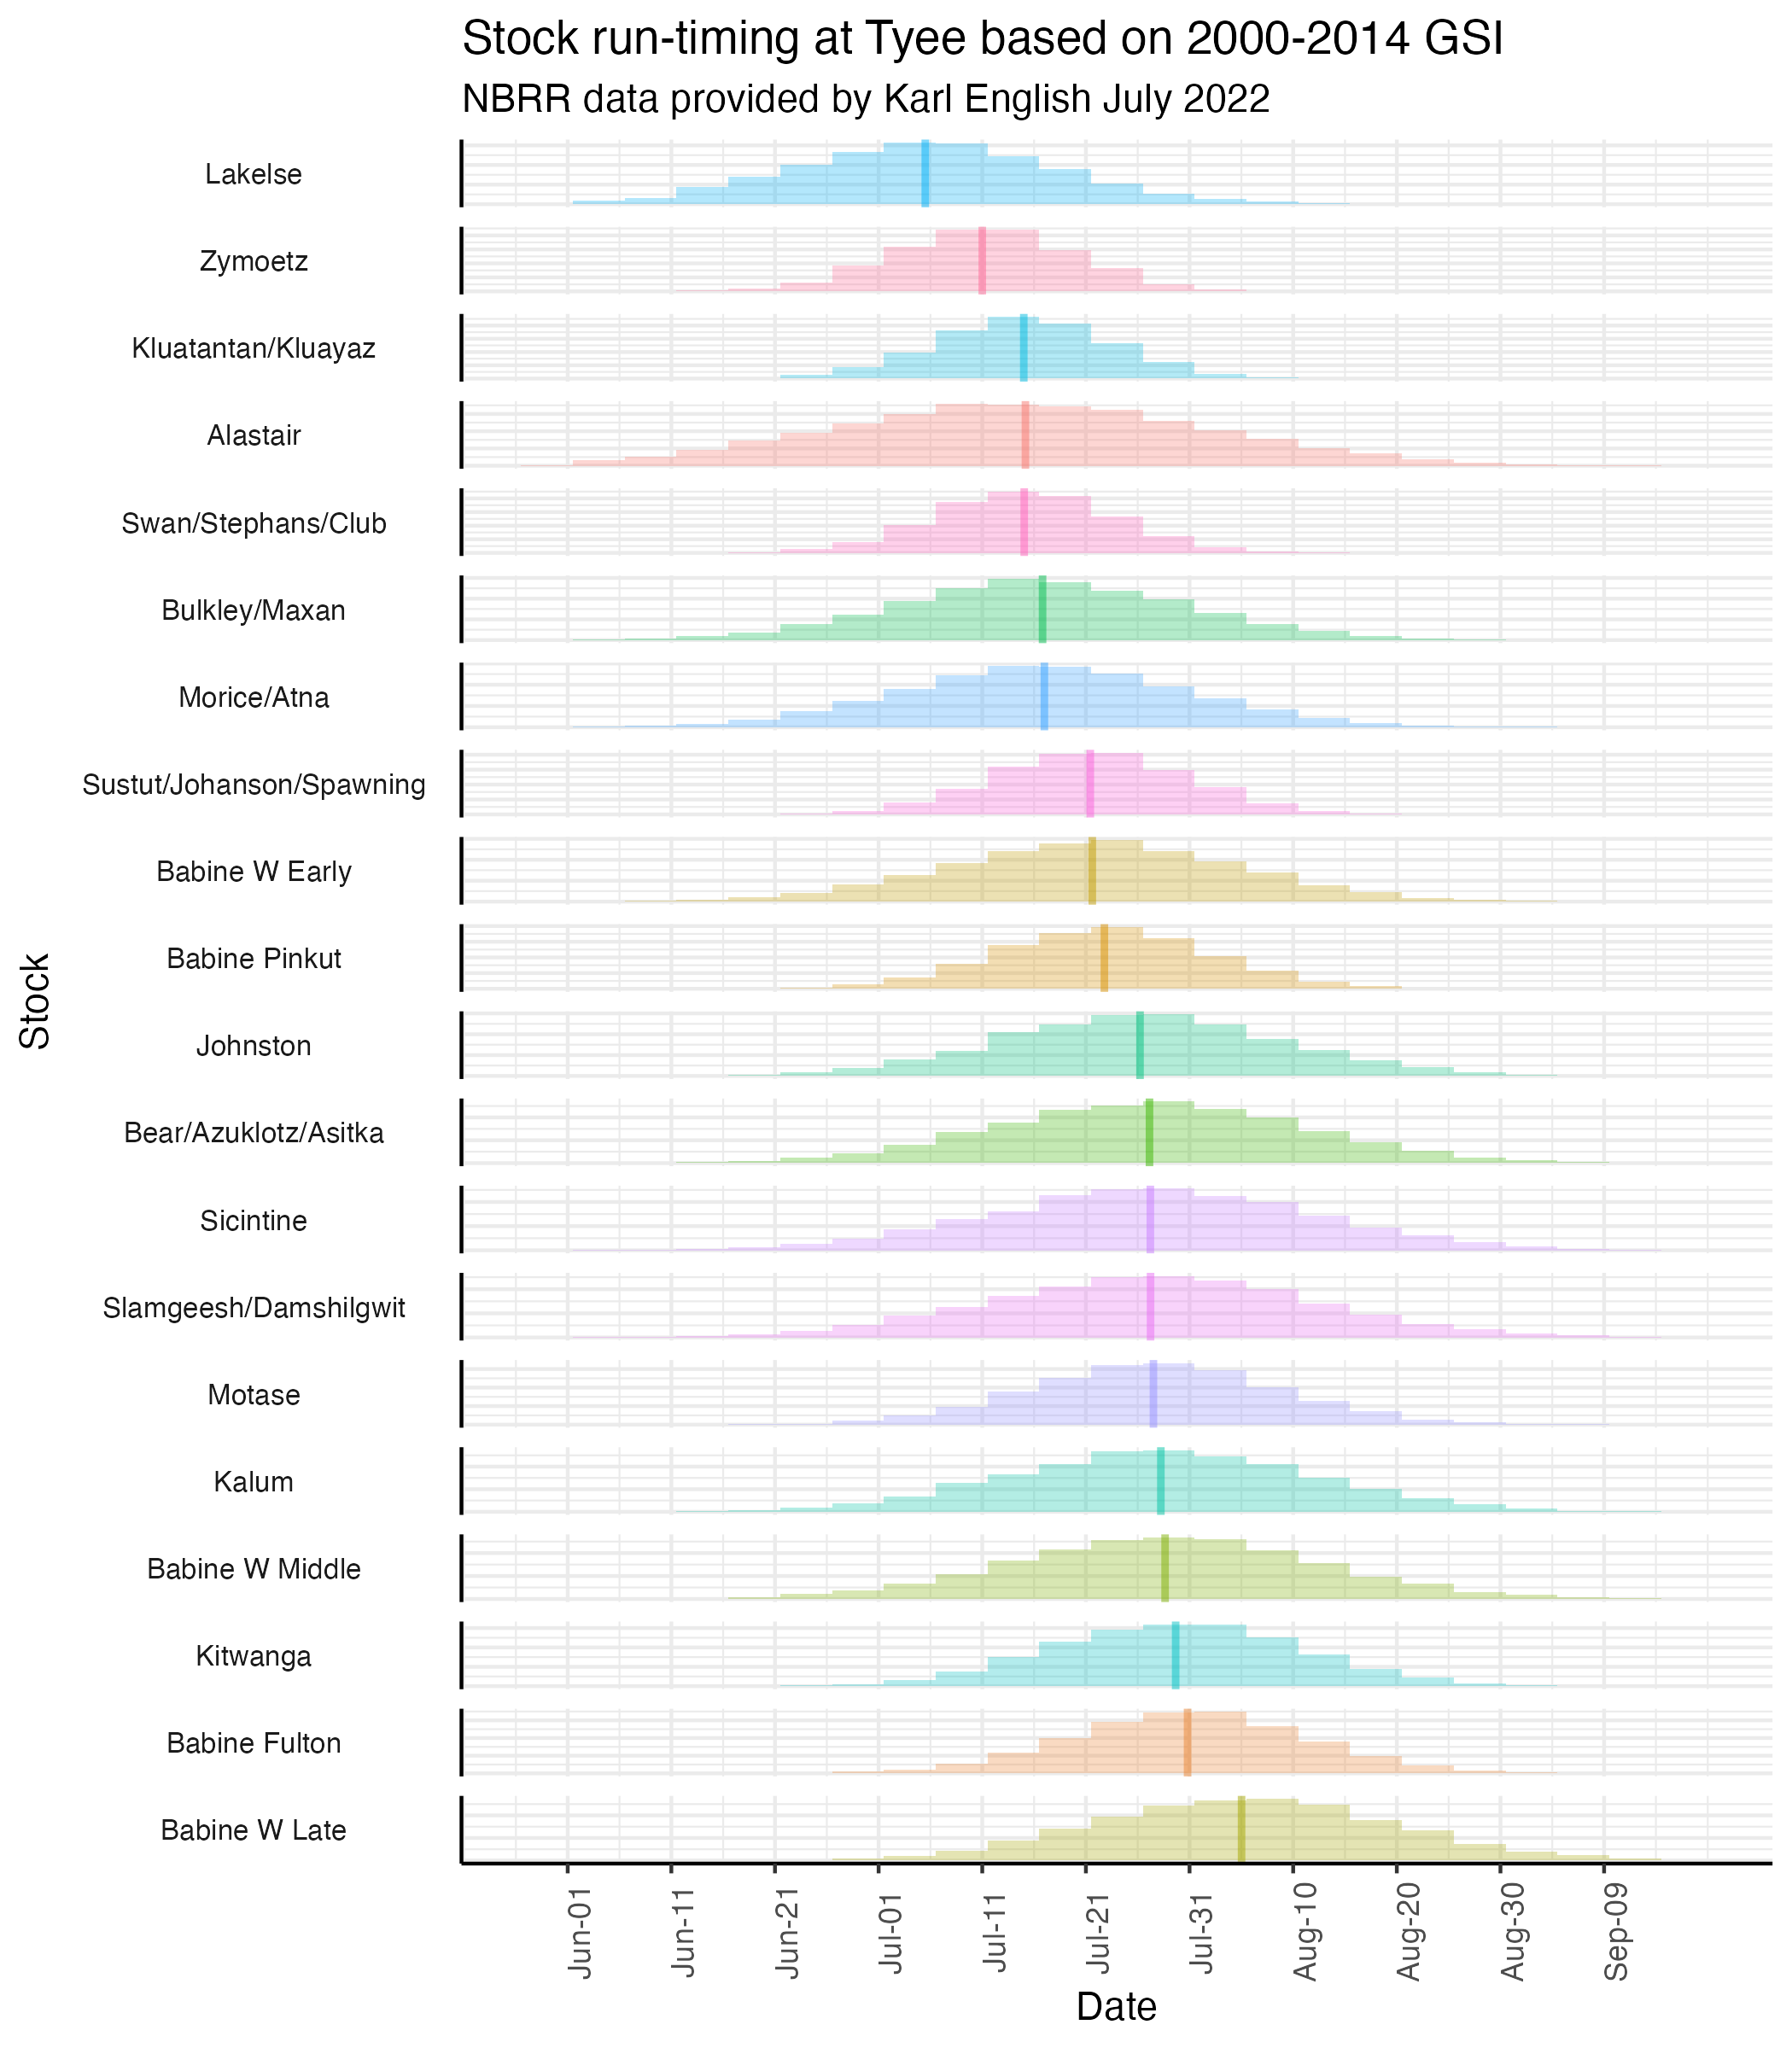 Stock run-timing at Tyee based on 2000-2014 GSI
NBRR data provided by Karl English July 2022
Lakelse
Zymoetz
Kluatantan/Kluayaz
Alastair
Swan/Stephans/Club
Bulkley/Maxan
Morice/Atna
Sustut/Johanson/Spawning
Babine W Early
Babine Pinkut
Johnston
Bear/Azuklotz/Asitka
Sicintine
Slamgeesh/Damshilgwit
Motase
Kalum
Babine W Middle
Kitwanga
Babine Fulton
Babine W Late
Stock
Jun-01
Jun-11
Jun-21
Jul-01
Jul-11
Jul-21
Jul-31
Aug-10
Aug-20
Aug-30
Sep-09
Date